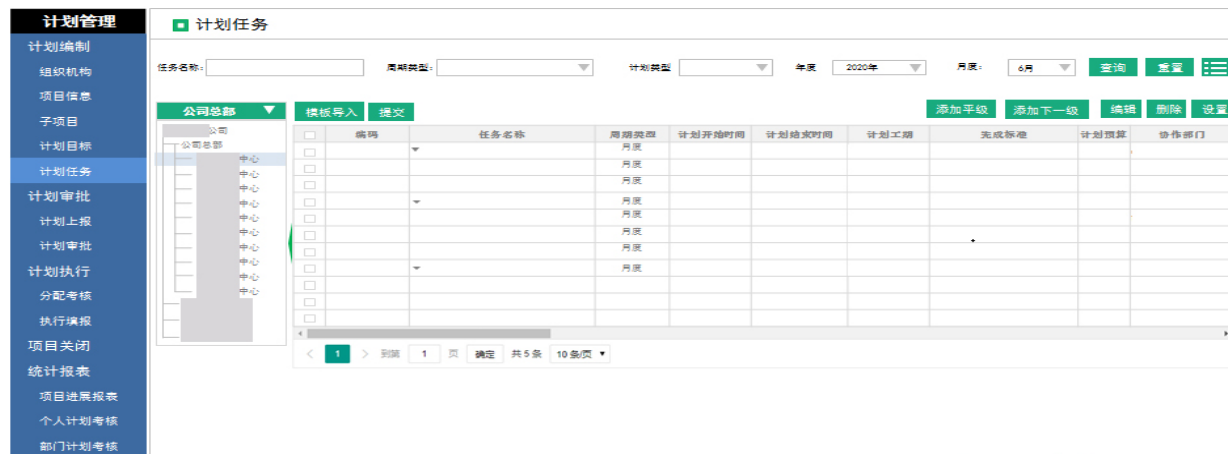 计划管理
计划编制
组织机构
项目信息
子项目
计划目标
计划任务
计划审批
计划上报
计划审批
计划执行
分配考核
执行填报
项目关闭
统计报表
项目进展报表
个人计划考核
部门计划考核
计划任务
任务名称: 周期类型: 计划类型 年度 2020年 月度: 6月 查询 重置
公司总部 模板导入 提交 添加平级 添加下一级 编辑 删除 设置
公司
公司总部
中心
中心
中心
中心
中心
中心
中心
中心
中心
中心
编码 任务名称 周期类型 计划开始时间 计划结束时间 计划工期 完成标准 计划预算 协作部门
月度
月度
月度
月度
月度
月度
月度
月度
1 到第 1 页 确定 共5条 10条/页